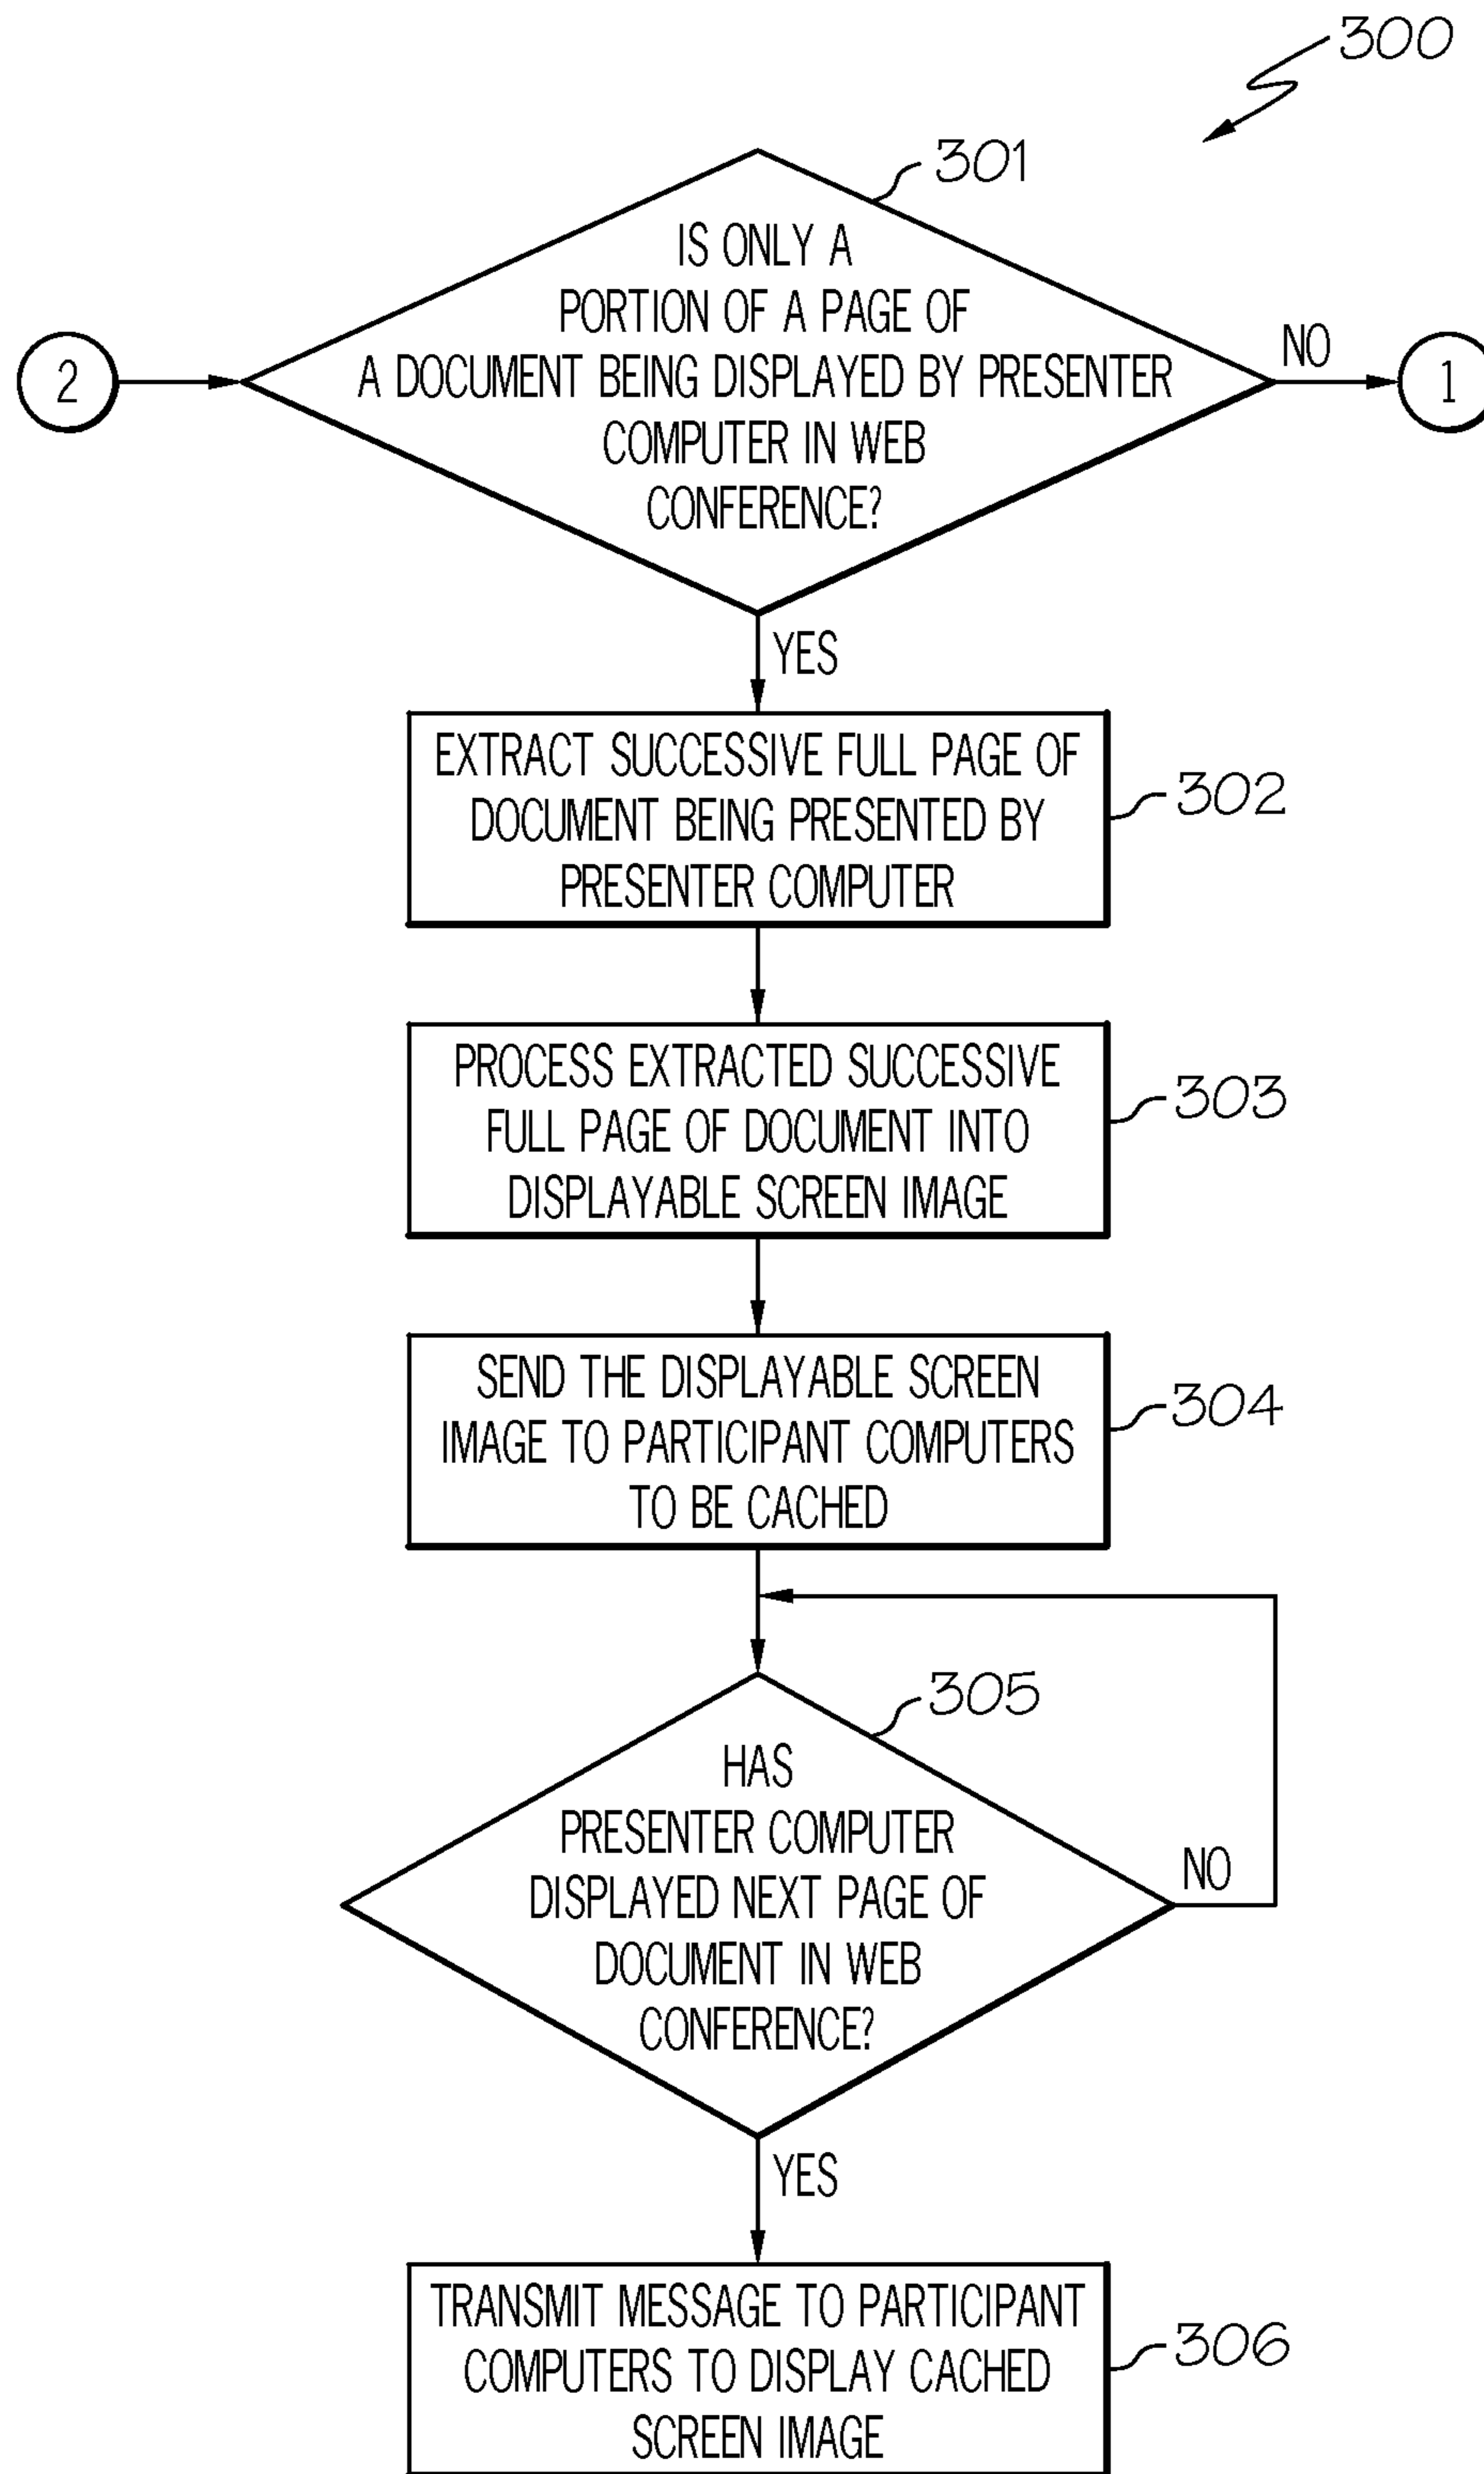 300
301
IS ONLY A
PORTION OF A PAGE OF
A DOCUMENT BEING DISPLAYED BY PRESENTER
COMPUTER IN WEB
CONFERENCE?
2
NO
1
YES
EXTRACT SUCCESSIVE FULL PAGE OF
DOCUMENT BEING PRESENTED BY
PRESENTER COMPUTER
302
PROCESS EXTRACTED SUCCESSIVE
FULL PAGE OF DOCUMENT INTO
DISPLAYABLE SCREEN IMAGE
303
SEND THE DISPLAYABLE SCREEN
IMAGE TO PARTICIPANT COMPUTERS
TO BE CACHED
304
305
HAS
PRESENTER COMPUTER
DISPLAYED NEXT PAGE OF
DOCUMENT IN WEB
CONFERENCE?
NO
YES
TRANSMIT MESSAGE TO PARTICIPANT
COMPUTERS TO DISPLAY CACHED
SCREEN IMAGE
306